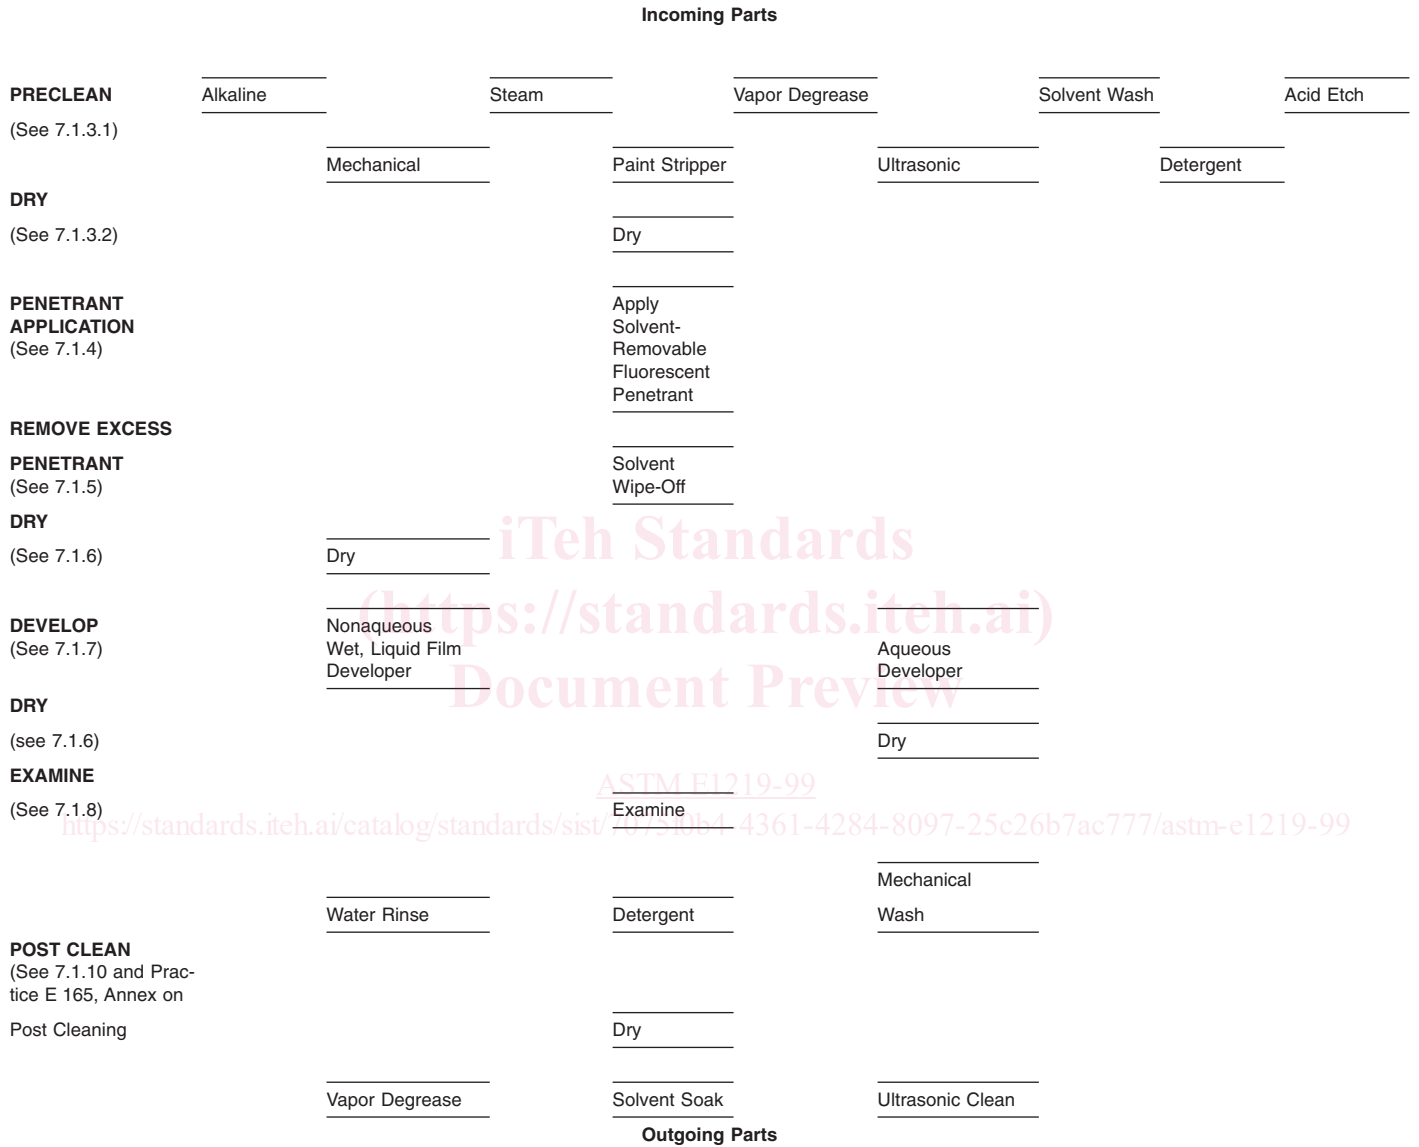 Incoming Parts
PRECLEAN Alkaline Steam Vapor Degrease Solvent Wash Acid Etch
(See 7.1.3.1)
Mechanical Paint Stripper Ultrasonic Detergent
DRY
(See 7.1.3.2) Dry
PENETRANT Apply
APPLICATION Solvent-
(See 7.1.4) Removable
Fluorescent
Penetrant
REMOVE EXCESS
PENETRANT Solvent
(See 7.1.5) Wipe-Off
DRY
iTeh Standards
(See 7.1.6) Dry
(https://standards.iteh.ai)
DEVELOP Nonaqueous
(See 7.1.7) Wet, Liquid Film Aqueous
Developer Developer
Document Preview
DRY
(see 7.1.6) Dry
EXAMINE
ASTM E1219-99
(See 7.1.8) Examine
https://standards.iteh.ai/catalog/standards/sist/7075f0b4-4361-4284-8097-25c26b7ac777/astm-e1219-99
Mechanical
Water Rinse Detergent Wash
POST CLEAN
(See 7.1.10 and Prac-
tice E 165, Annex on
Post Cleaning Dry
Vapor Degrease Solvent Soak Ultrasonic Clean
Outgoing Parts